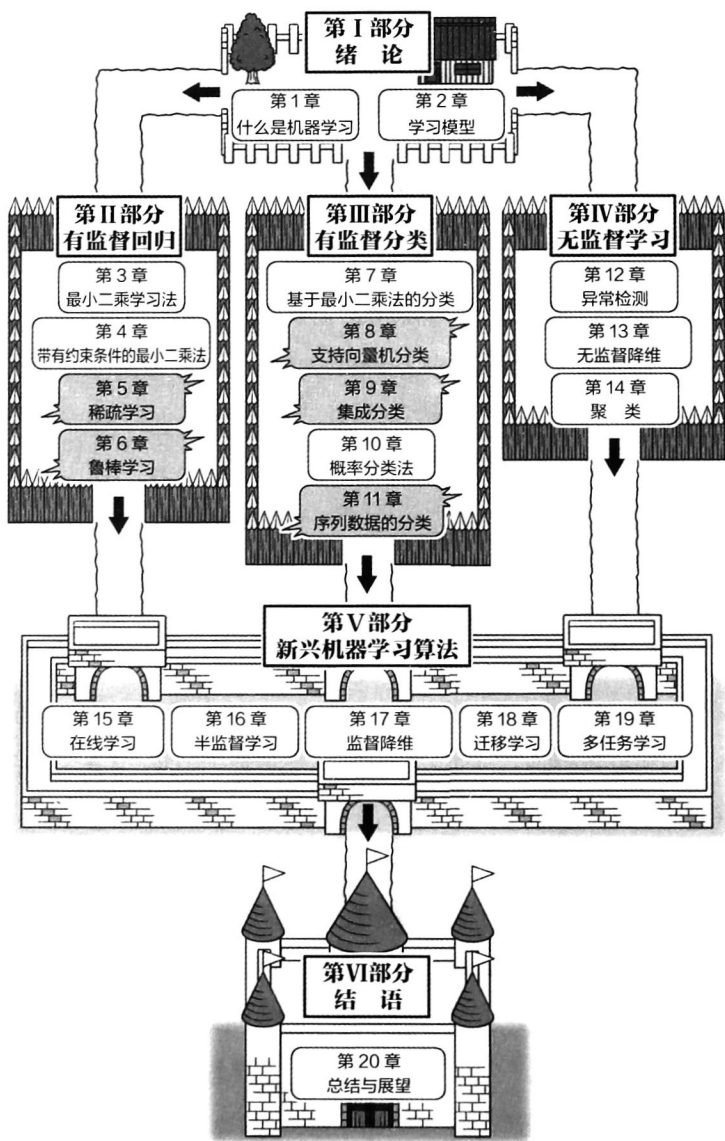 第Ⅰ部分
绪 论
第1章
什么是机器学习
第2章
学习模型
第Ⅱ部分
有监督回归
第3章
最小二乘学习法
第4章
带有约束条件的最小二乘法
第5章
稀疏学习
第6章
鲁棒学习
第Ⅲ部分
有监督分类
第7章
基于最小二乘法的分类
第8章
支持向量机分类
第9章
集成分类
第10章
概率分类法
第11章
序列数据的分类
第Ⅳ部分
无监督学习
第12章
异常检测
第13章
无监督降维
第14章
聚 类
第Ⅴ部分
新兴机器学习算法
第15章
在线学习
第16章
半监督学习
第17章
监督降维
第18章
迁移学习
第19章
多任务学习
第Ⅵ部分
结 语
第20章
总结与展望